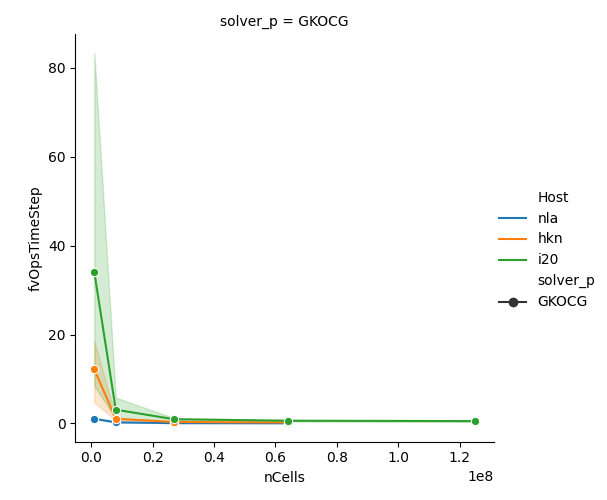 solver_p = GKOCG
80
60
40
20
0
fvOpsTimeStep
0.0 0.2 0.4 0.6 0.8 1.0 1.2
1e8
nCells
Host
nla
hkn
i20
solver_p
GKOCG